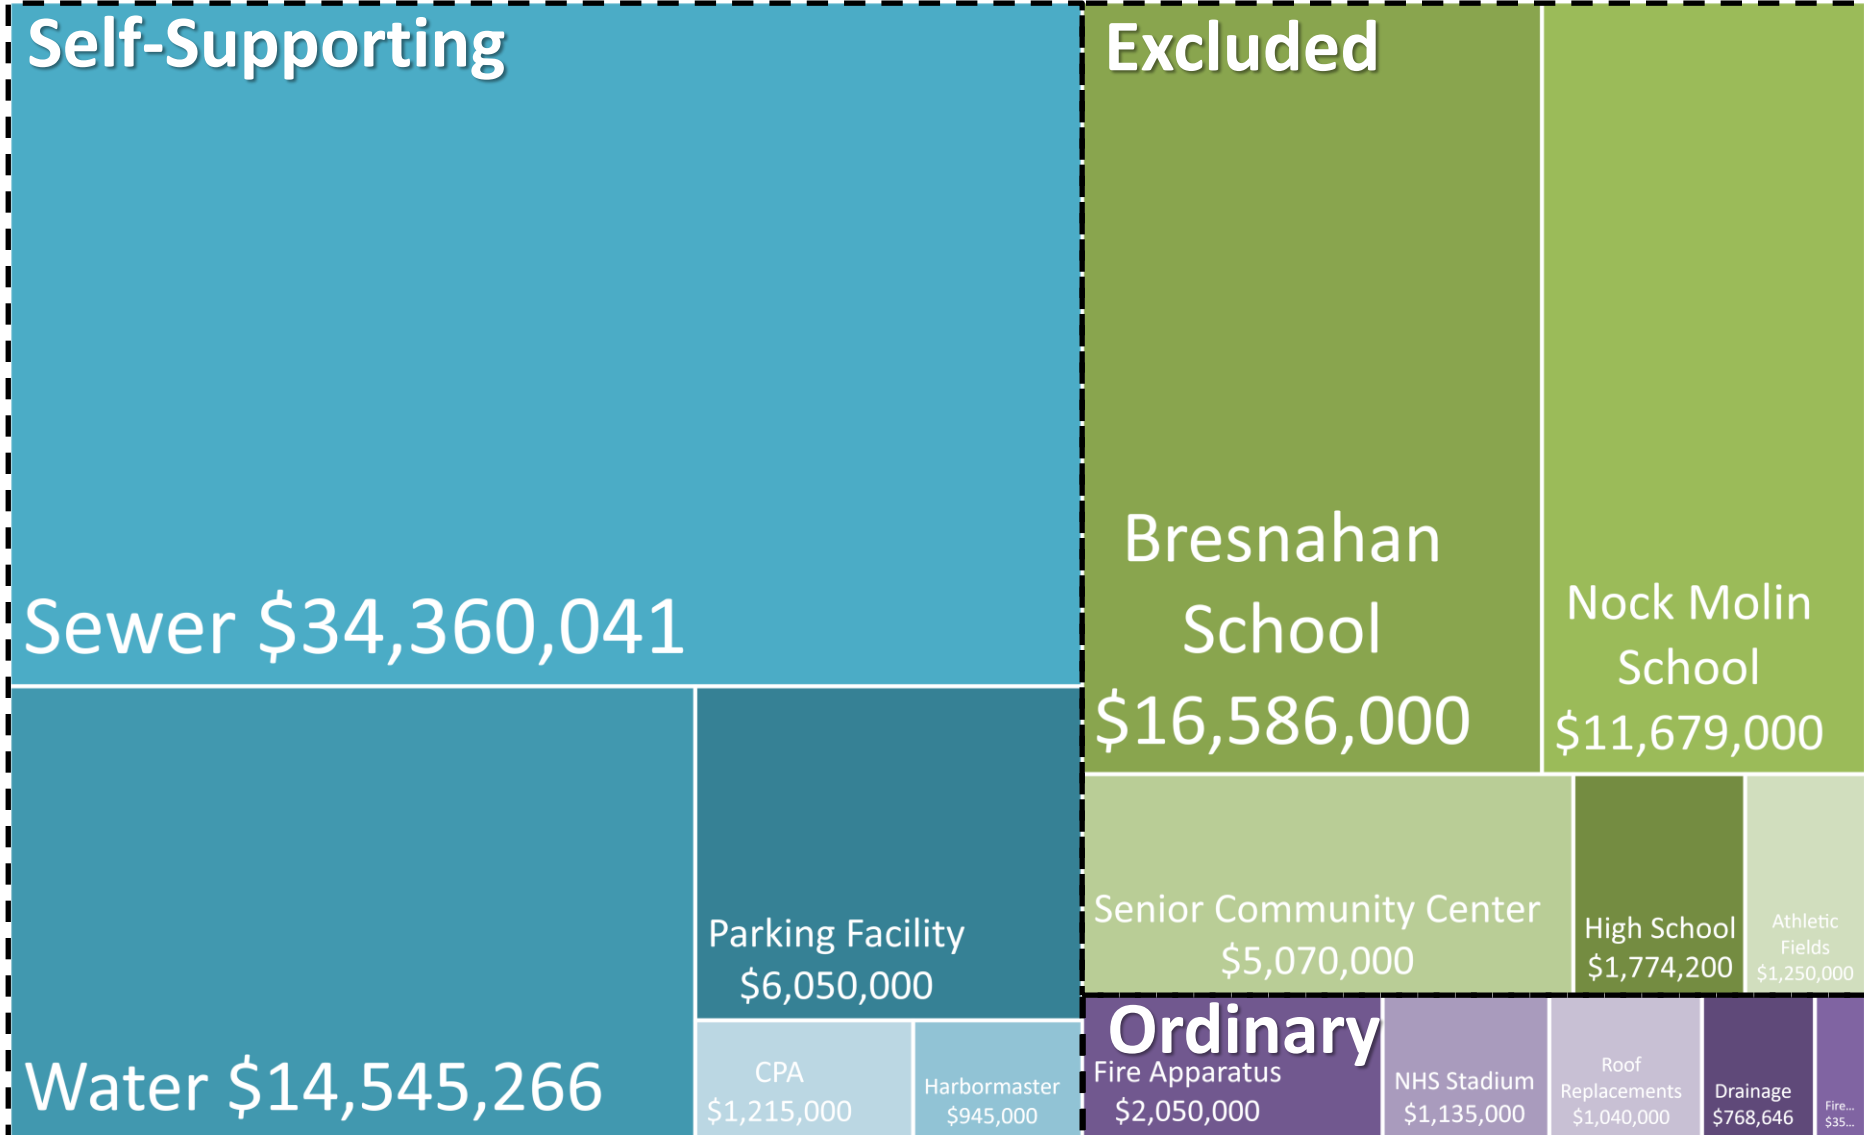 Self-Supporting
Sewer $34,360,041
Water $14,545,266
Parking Facility
$6,050,000
CPA
$1,215,000
Harbormaster
$945,000
Excluded
Bresnahan
School
$16,586,000
Nock Molin
School
$11,679,000
Senior Community Center
$5,070,000
High School
$1,774,200
Athletic
Fields
$1,250,000
Ordinary
Fire Apparatus
$2,050,000
NHS Stadium
$1,135,000
Roof
Replacements
$1,040,000
Drainage
$768,646
Fire...
$35...